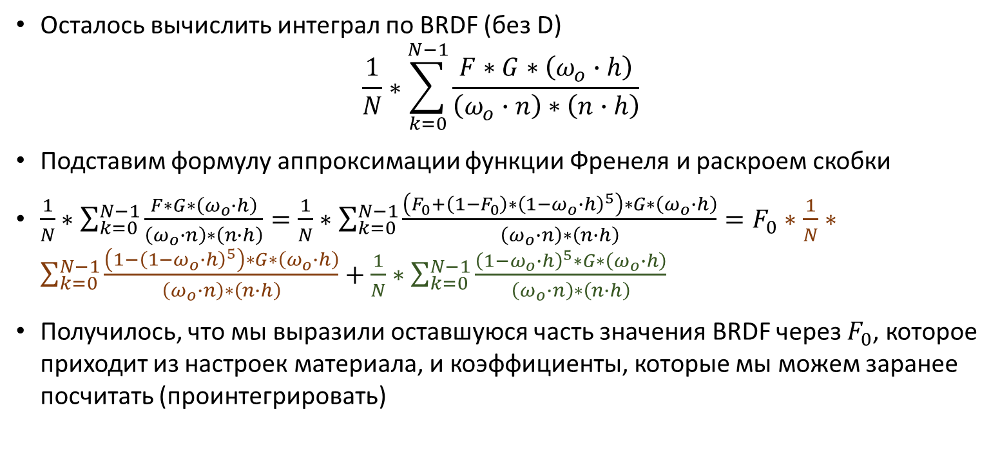 • Осталось вычислить интеграл по BRDF (без D)
$\frac{1}{N} * \sum_{k=0}^{N-1} \frac{F * G * (\omega_o \cdot h)}{(\omega_o \cdot n) * (n \cdot h)}$
• Подставим формулу аппроксимации функции Френеля и раскроем скобки
• $\frac{1}{N} * \sum_{k=0}^{N-1} \frac{F*G*(\omega_o \cdot h)}{(\omega_o \cdot n)*(n \cdot h)} = \frac{1}{N} * \sum_{k=0}^{N-1} \frac{(F_0+(1-F_0)*(1-\omega_o \cdot h)^5)*G*(\omega_o \cdot h)}{(\omega_o \cdot n)*(n \cdot h)} = F_0 * \frac{1}{N} *$
$\sum_{k=0}^{N-1} \frac{(1-(1-\omega_o \cdot h)^5)*G*(\omega_o \cdot h)}{(\omega_o \cdot n)*(n \cdot h)} + \frac{1}{N} * \sum_{k=0}^{N-1} \frac{(1-\omega_o \cdot h)^5*G*(\omega_o \cdot h)}{(\omega_o \cdot n)*(n \cdot h)}$
• Получилось, что мы выразили оставшуюся часть значения BRDF через $F_0$, которое
приходит из настроек материала, и коэффициенты, которые мы можем заранее
посчитать (проинтегрировать)